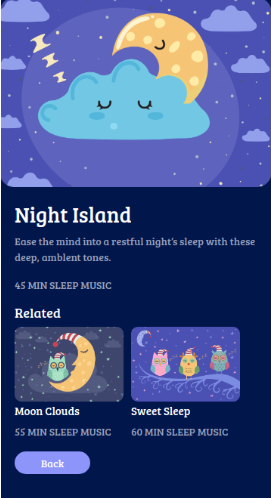 Night Island
Ease the mind into a restful night's sleep with these
deep, ambient tones.
45 MIN SLEEP MUSIC
Related
Moon Clouds
Sweet Sleep
55 MIN SLEEP MUSIC
60 MIN SLEEP MUSIC
Back